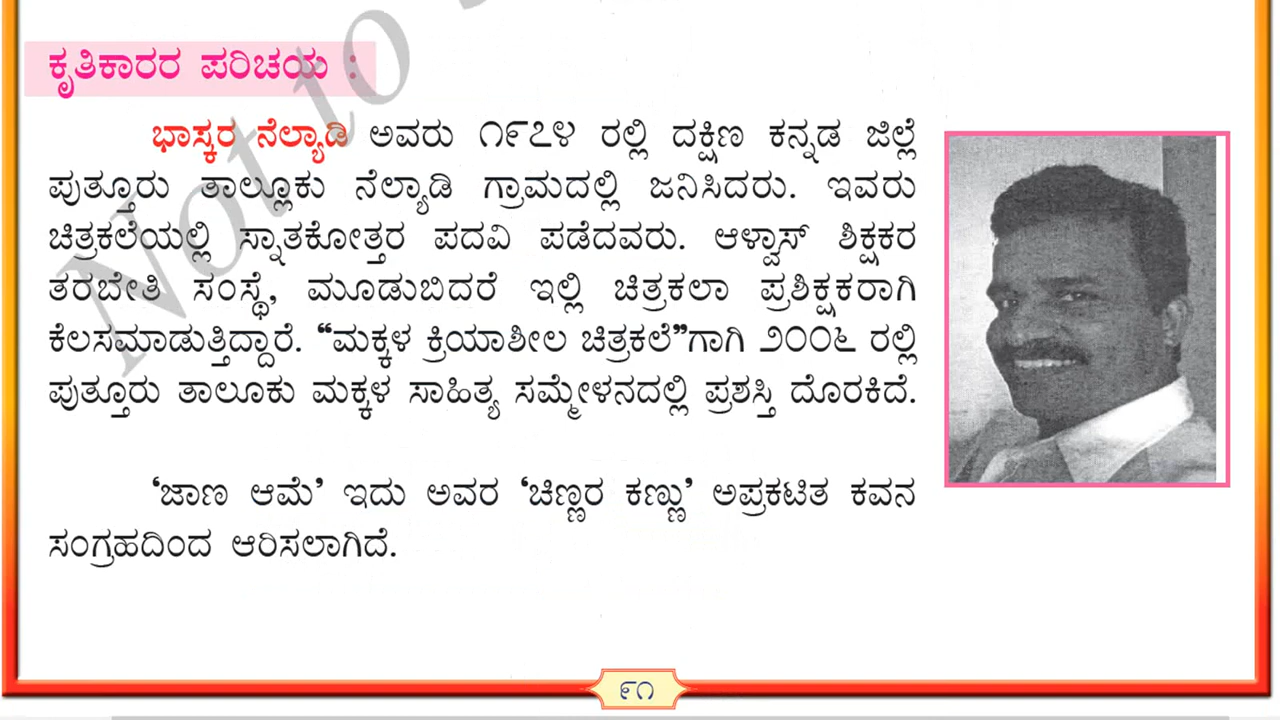 ಕೃತಿಕಾರರ ಪರಿಚಯ :
ಭಾಸ್ಕರ ನೆಲ್ಯಾಡಿ ಅವರು ೧೯೭೪ ರಲ್ಲಿ ದಕ್ಷಿಣ ಕನ್ನಡ ಜಿಲ್ಲೆ
ಪುತ್ತೂರು ತಾಲ್ಲೂಕು ನೆಲ್ಯಾಡಿ ಗ್ರಾಮದಲ್ಲಿ ಜನಿಸಿದರು. ಇವರು
ಚಿತ್ರಕಲೆಯಲ್ಲಿ ಸ್ನಾತಕೋತ್ತರ ಪದವಿ ಪಡೆದವರು. ಆಳ್ವಾಸ್ ಶಿಕ್ಷಕರ
ತರಬೇತಿ ಸಂಸ್ಥೆ, ಮೂಡುಬಿದರೆ ಇಲ್ಲಿ ಚಿತ್ರಕಲಾ ಪ್ರಶಿಕ್ಷಕರಾಗಿ
ಕೆಲಸಮಾಡುತ್ತಿದ್ದಾರೆ. “ಮಕ್ಕಳ ಕ್ರಿಯಾಶೀಲ ಚಿತ್ರಕಲೆ”ಗಾಗಿ ೨೦೦೬ ರಲ್ಲಿ
ಪುತ್ತೂರು ತಾಲೂಕು ಮಕ್ಕಳ ಸಾಹಿತ್ಯ ಸಮ್ಮೇಳನದಲ್ಲಿ ಪ್ರಶಸ್ತಿ ದೊರಕಿದೆ.
‘ಜಾಣ ಆಮೆ’ ಇದು ಅವರ ‘ಚಿಣ್ಣರ ಕಣ್ಣು’ ಅಪ್ರಕಟಿತ ಕವನ
ಸಂಗ್ರಹದಿಂದ ಆರಿಸಲಾಗಿದೆ.
೯೧
Not to